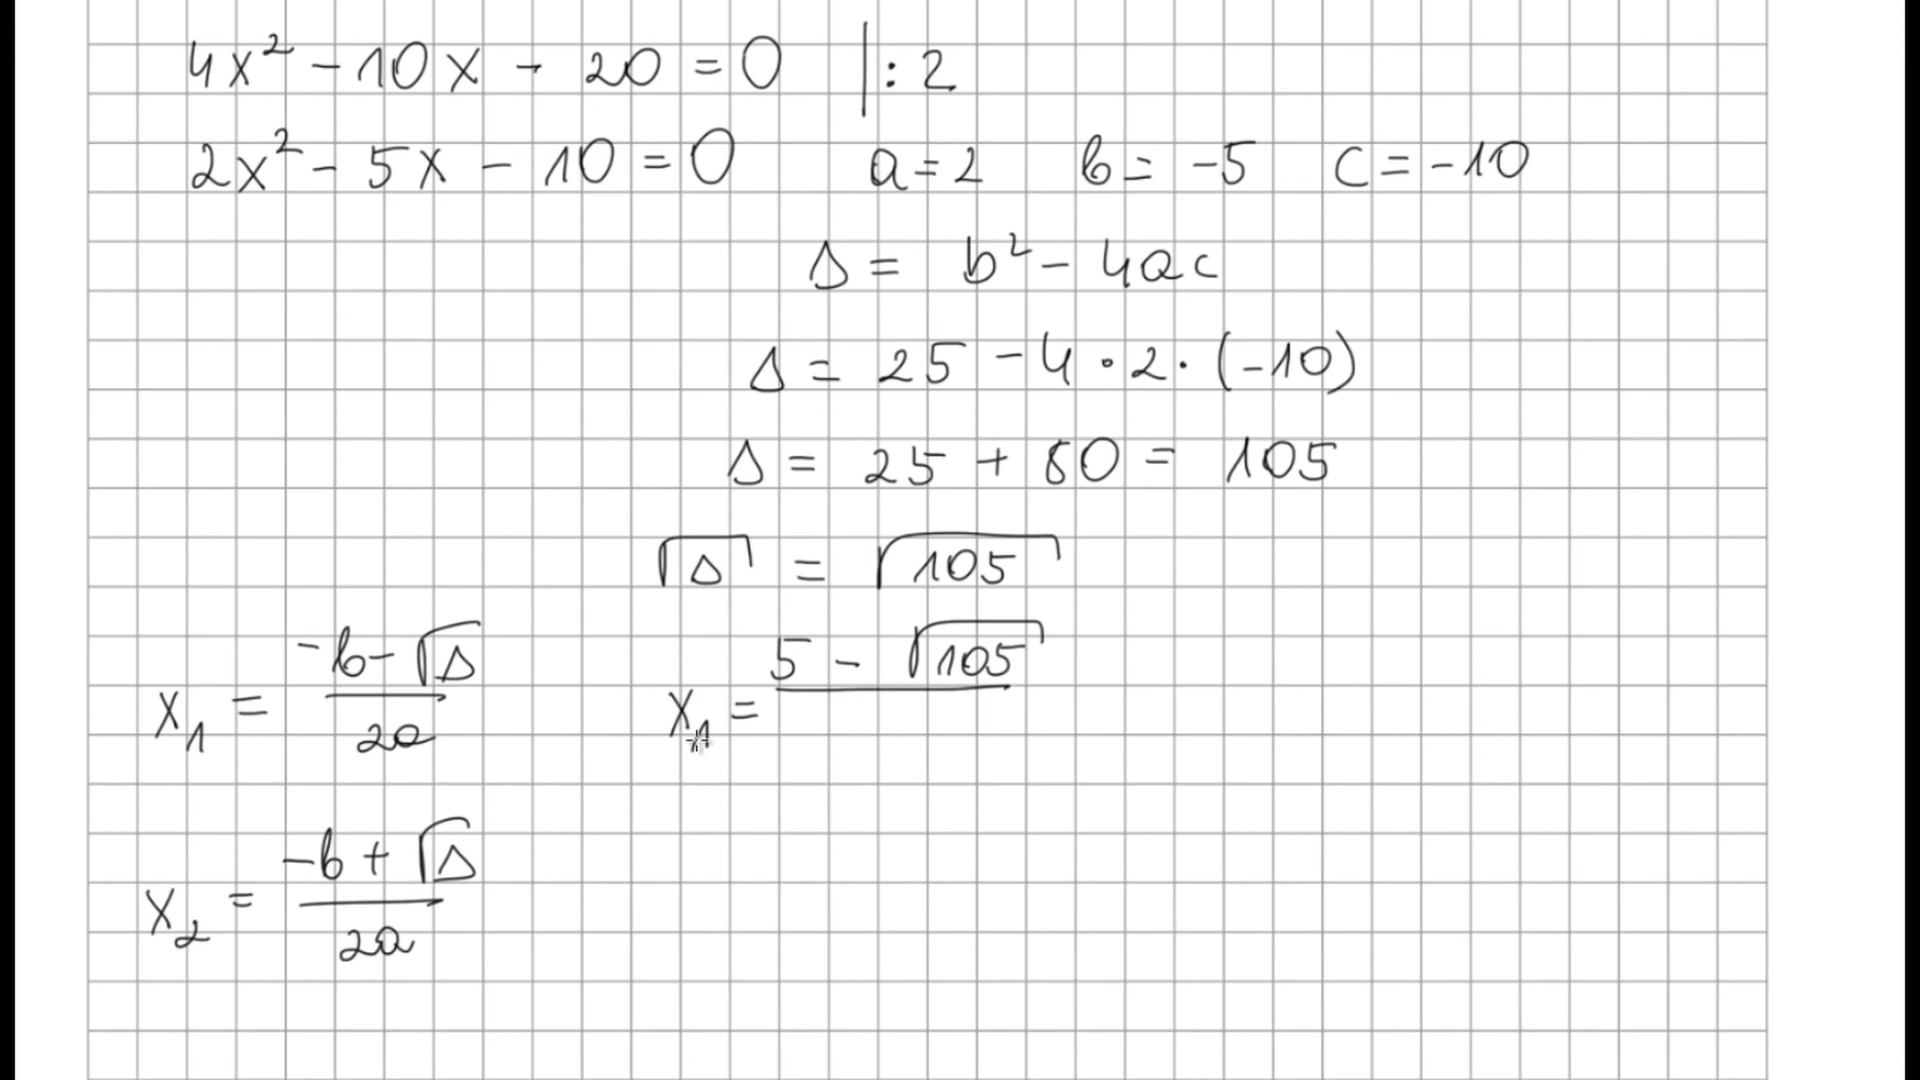 4x² - 10x - 20 = 0 | : 2
2x² - 5x - 10 = 0 a = 2 b = -5 c = -10
Δ = b² - 4ac
Δ = 25 - 4 · 2 · (-10)
Δ = 25 + 80 = 105
√Δ = √105
x₁ = (-b - √Δ)/2a x₁ = 5 - √105
x₂ = (-b + √Δ)/2a